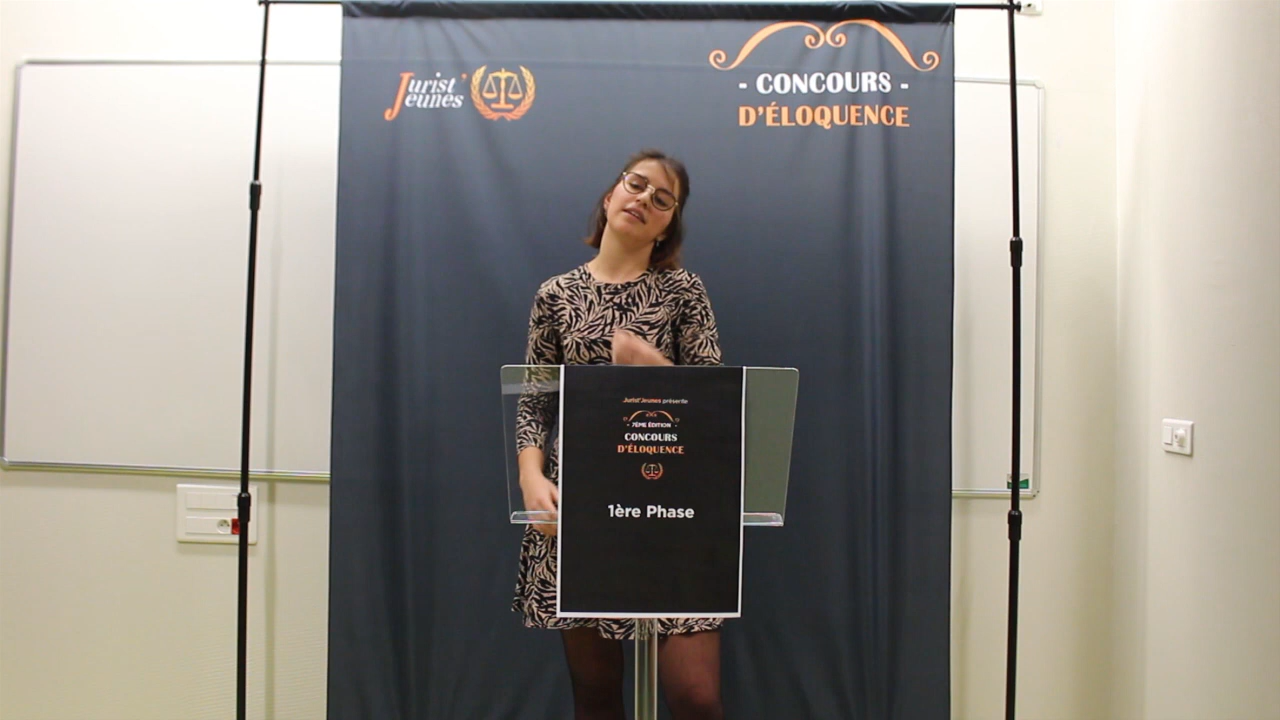 Jurist'
Jeunes
- CONCOURS -
D'ÉLOQUENCE
Jurist'Jeunes présente
- 7ÈME ÉDITION -
CONCOURS
D'ÉLOQUENCE
1ère Phase